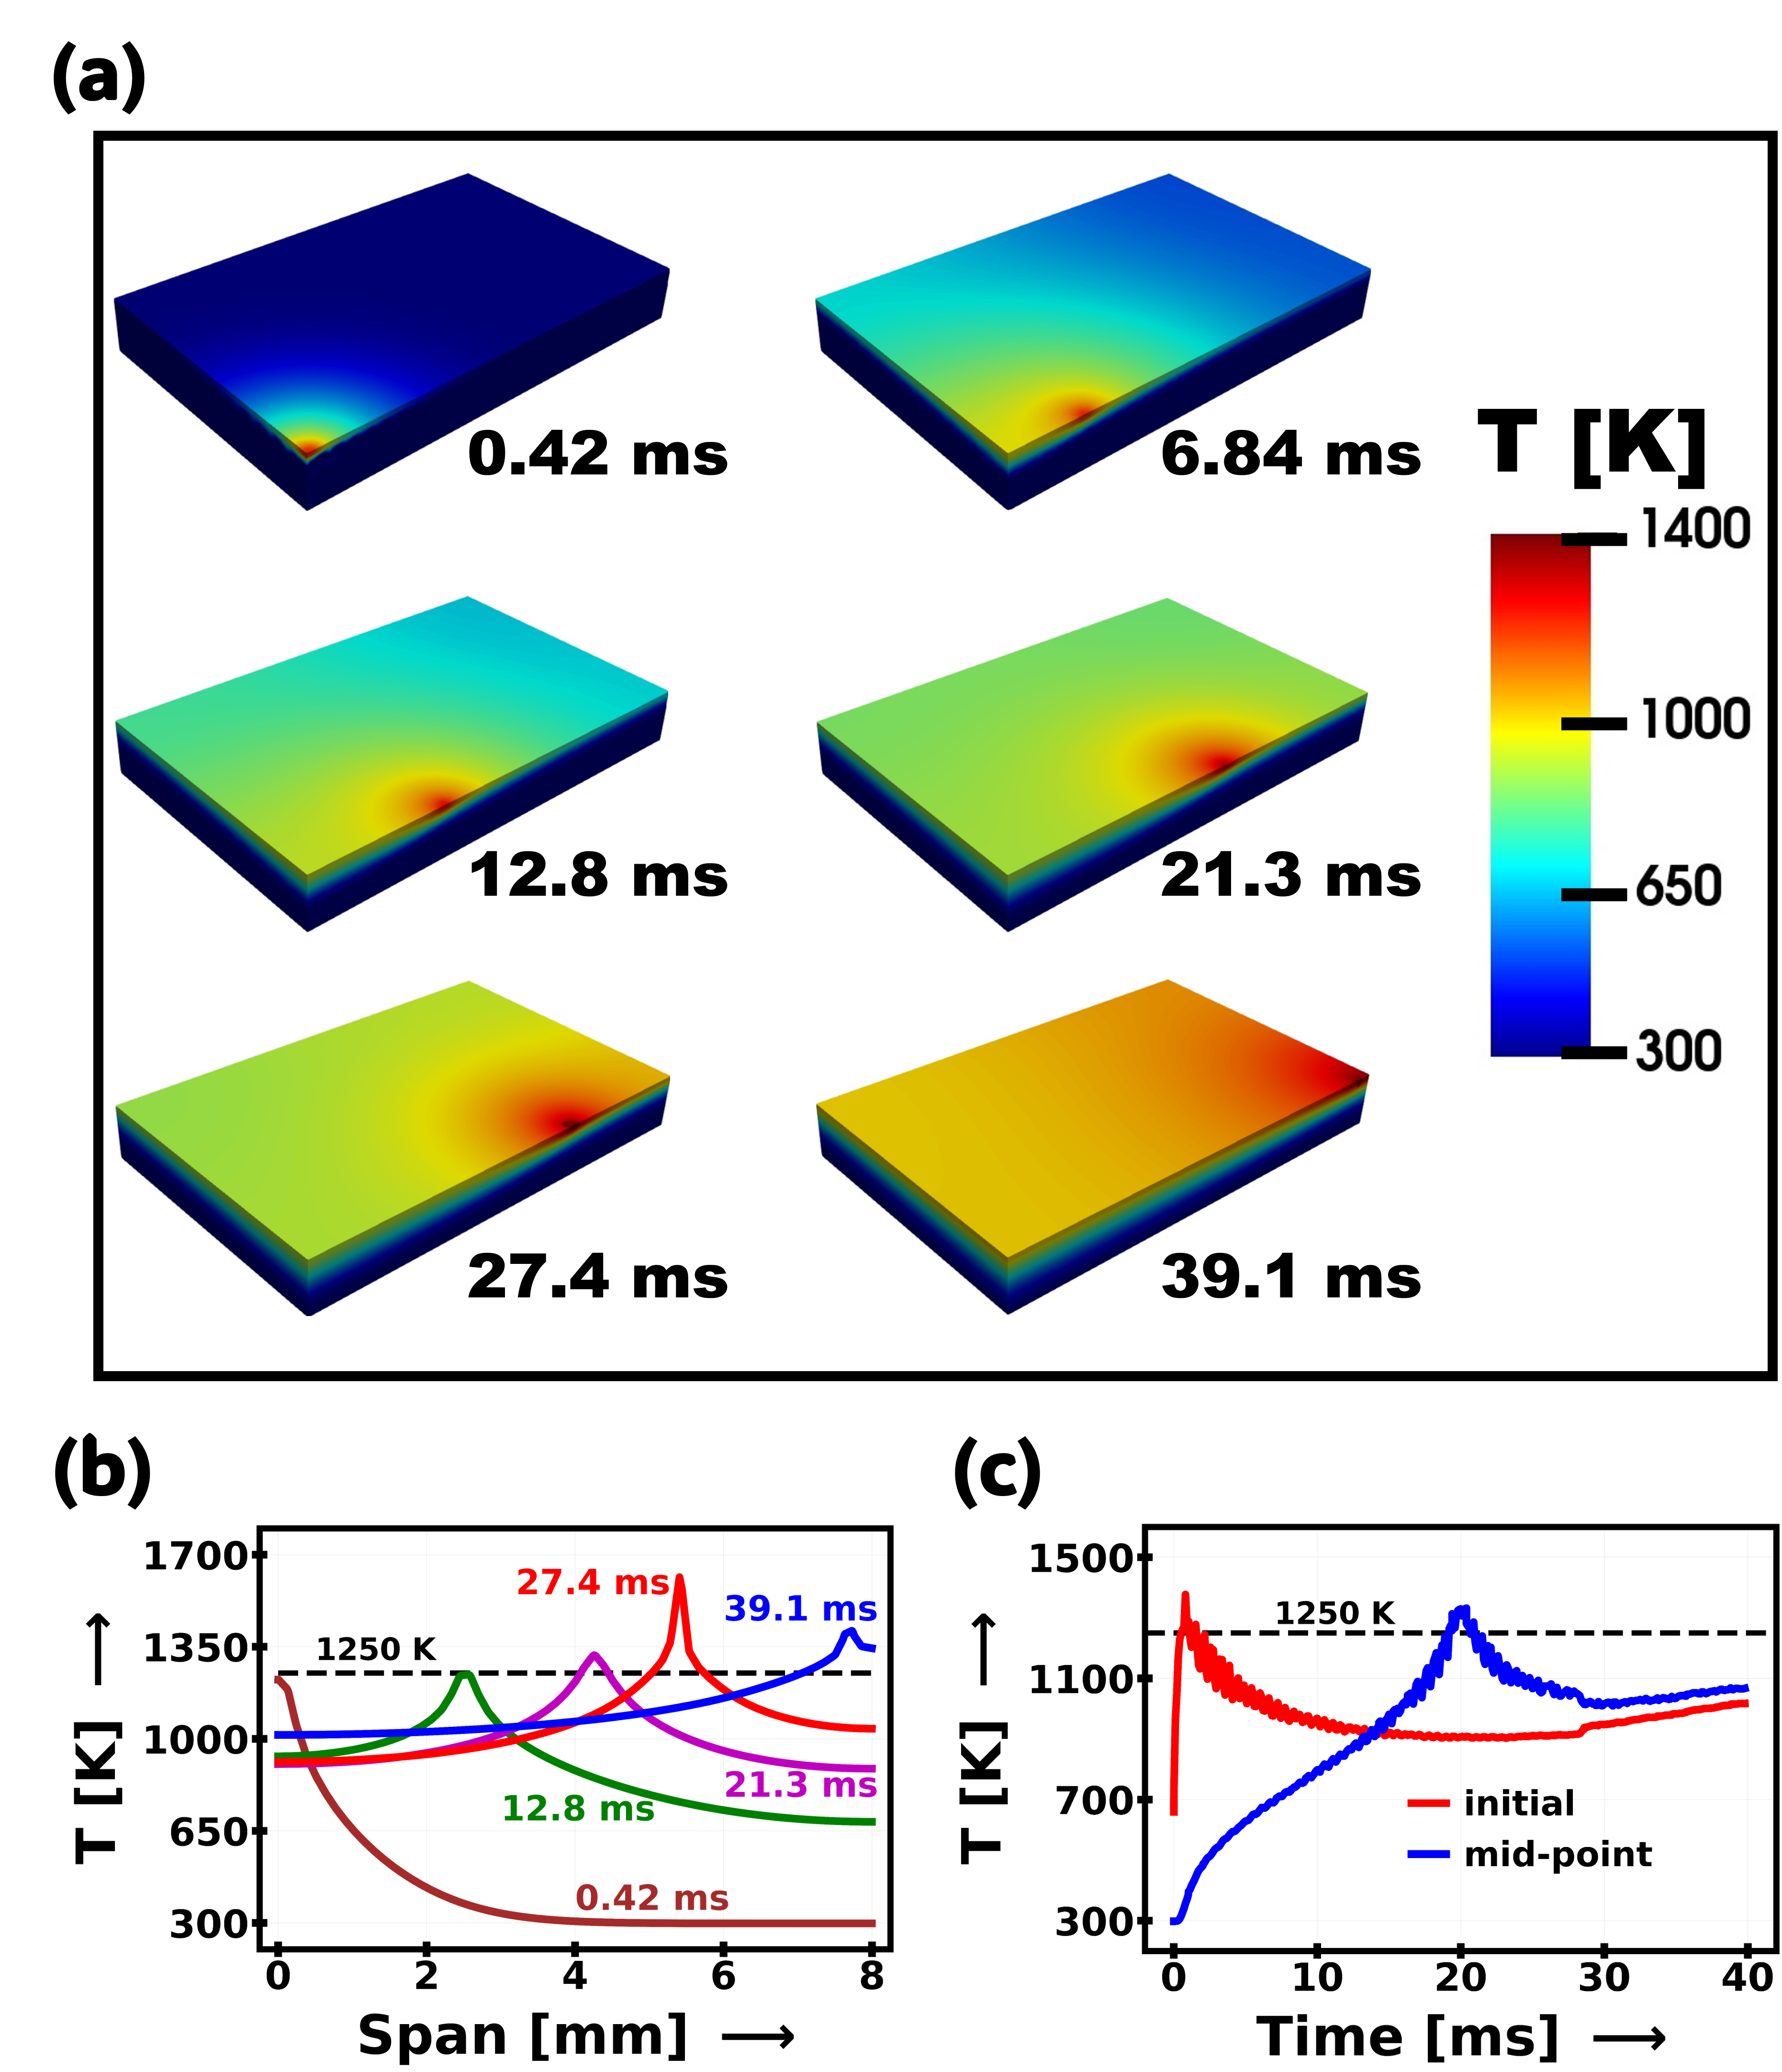 (a)
0.42 ms
6.84 ms
T [K]
1400
1000
650
300
12.8 ms
21.3 ms
27.4 ms
39.1 ms
(b)
1700
1350
1000
650
300
T [K] →
27.4 ms
39.1 ms
1250 K
21.3 ms
12.8 ms
0.42 ms
0 2 4 6 8
Span [mm] →
(c)
1500
1100
700
300
T [K] →
1250 K
initial
mid-point
0 10 20 30 40
Time [ms] →